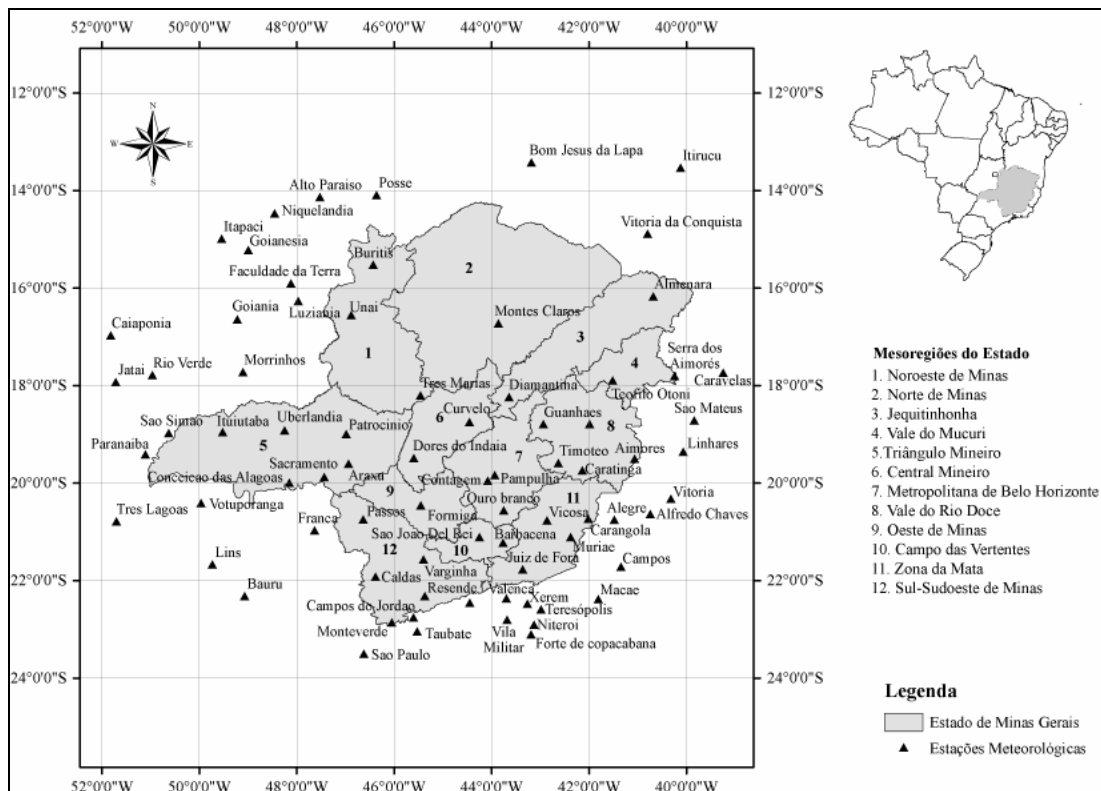 52°0'0"W 50°0'0"W 48°0'0"W 46°0'0"W 44°0'0"W 42°0'0"W 40°0'0"W
12°0'0"S 12°0'0"S
N
W E
S
Bom Jesus da Lapa
Itirucu
14°0'0"S 14°0'0"S
Alto Paraiso
Posse
Niquelandia
Itapaci
Goianesia
Vitoria da Conquista
Buritis
2
Faculdade da Terra
16°0'0"S 16°0'0"S
Almenara
Goiania
Luziania
Unai
Montes Claros
Caiaponia
3
1
4
Serra dos
Aimorés
Jatai
Rio Verde
Morrinhos
18°0'0"S 18°0'0"S
Tres Marias
Diamantina
Teofilo Otoni
Caravelas
Sao Simao
Ituiutaba
Uberlandia
Patrocinio
6
Curvelo
Guanhaes
8
Sao Mateus
Paranaiba
5
Dores do Indaia
7
Timoteo
Aimores
Linhares
Sacramento
Araxa
Caratinga
Conceicao das Alagoas
20°0'0"S 20°0'0"S
9
Contagem
Pampulha
Ouro branco
11
Vitoria
Tres Lagoas
Votuporanga
Franca
Passos
Formiga
Vicosa
Alegre
Alfredo Chaves
Sao Joao Del Rei
Barbacena
Carangola
12
10
Muriae
Lins
Juiz de Fora
Campos
22°0'0"S 22°0'0"S
Caldas
Varginha
Bauru
Resende
Valenca
Xerem
Macae
Campos do Jordao
Teresópolis
Monteverde
Taubate
Vila
Militar
Niteroi
Forte de copacabana
Sao Paulo
24°0'0"S 24°0'0"S
52°0'0"W 50°0'0"W 48°0'0"W 46°0'0"W 44°0'0"W 42°0'0"W 40°0'0"W
Mesoregiões do Estado
1. Noroeste de Minas
2. Norte de Minas
3. Jequitinhonha
4. Vale do Mucuri
5.Triângulo Mineiro
6. Central Mineiro
7. Metropolitana de Belo Horizonte
8. Vale do Rio Doce
9. Oeste de Minas
10. Campo das Vertentes
11. Zona da Mata
12. Sul-Sudoeste de Minas
Legenda
Estado de Minas Gerais
Estações Meteorológicas